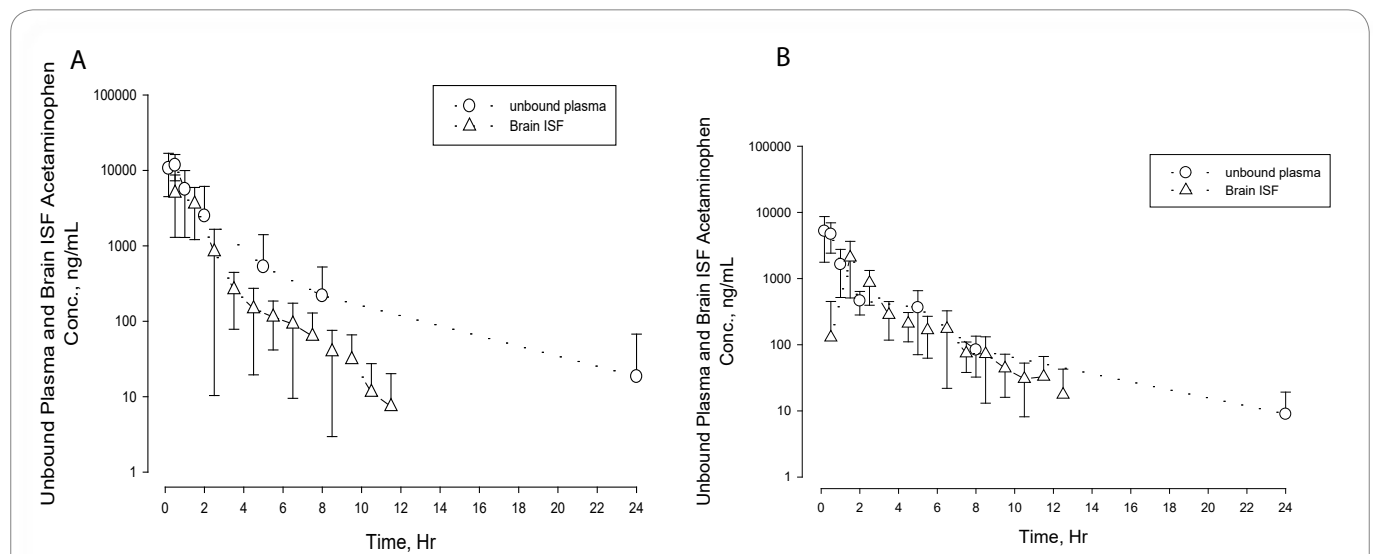 A
Unbound Plasma and Brain ISF Acetaminophen
Conc., ng/mL
100000
10000
1000
100
10
1
unbound plasma
Brain ISF
0 2 4 6 8 10 12 14 16 18 20 22 24
Time, Hr
B
Unbound Plasma and Brain ISF Acetaminophen
Conc., ng/mL
100000
10000
1000
100
10
1
unbound plasma
Brain ISF
0 2 4 6 8 10 12 14 16 18 20 22 24
Time, Hr